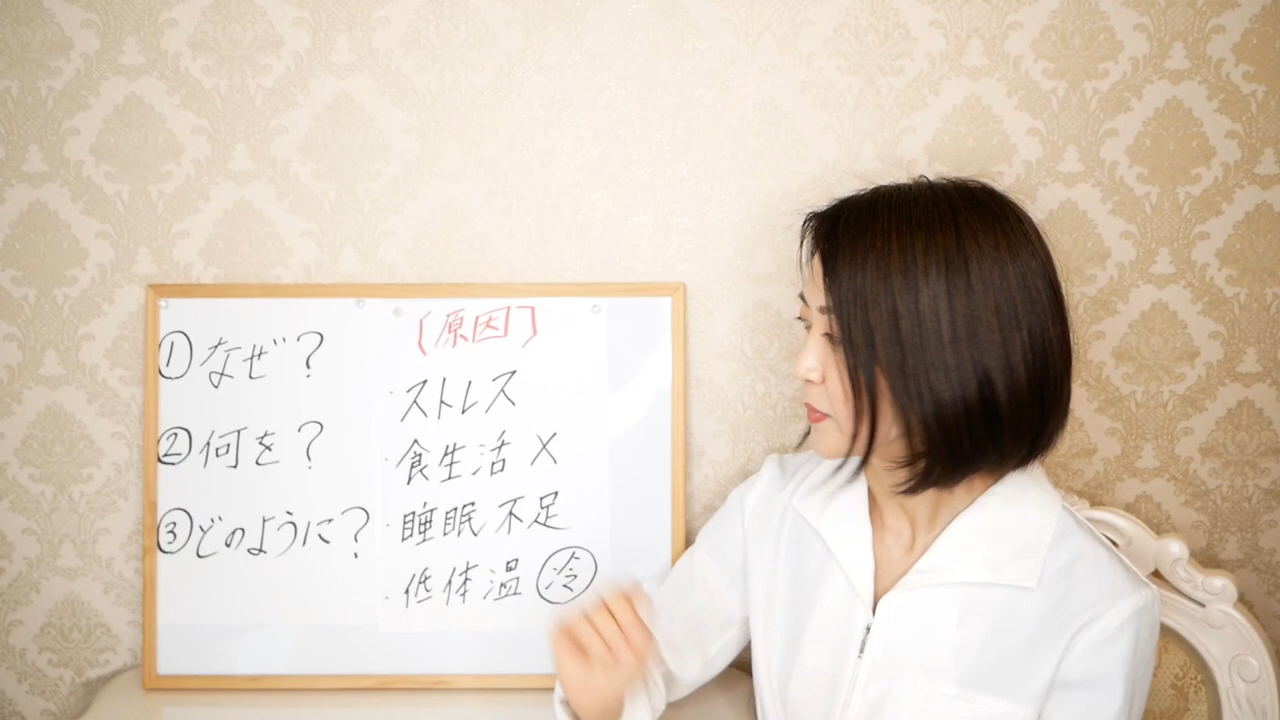 ① なぜ?
② 何を?
③ どのように?
[原因]
・ストレス
・食生活 ×
・睡眠不足
・低体温 冷